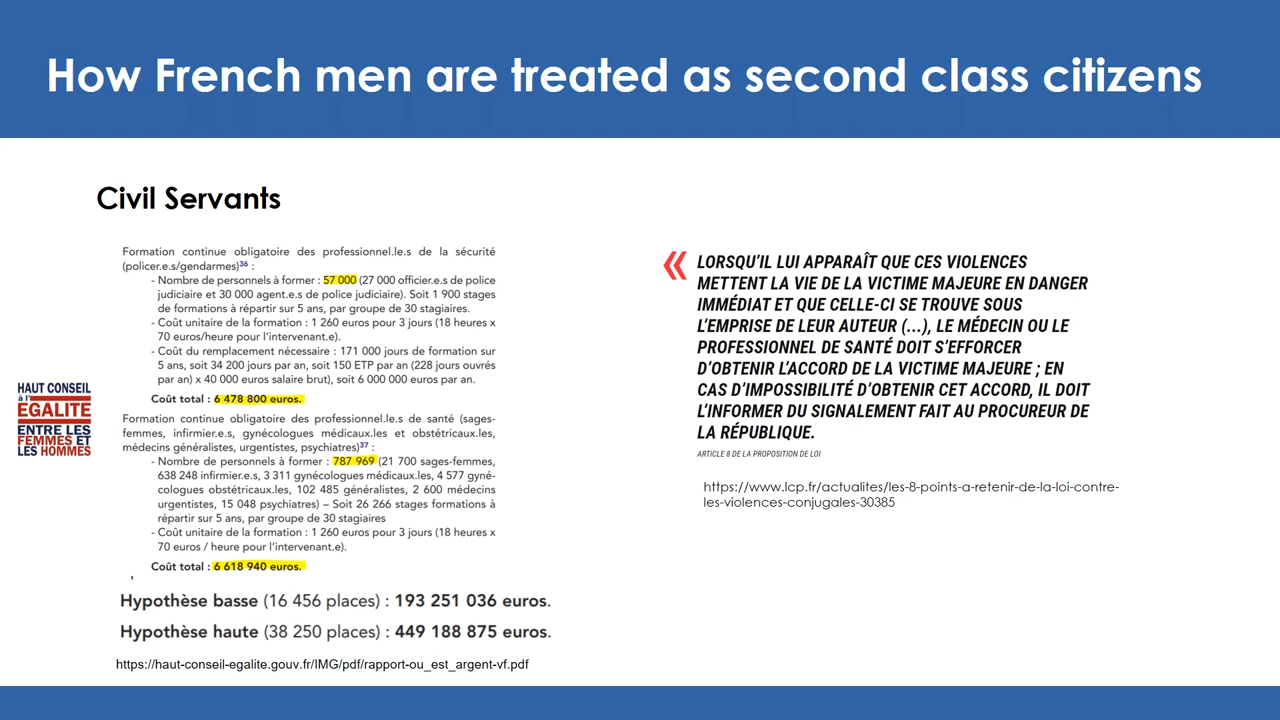 How French men are treated as second class citizens
Civil Servants
Formation continue obligatoire des professionnel.le.s de la sécurité
(policer.e.s/gendarmes)36 :
- Nombre de personnels à former : 57 000 (27 000 officier.e.s de police
judiciaire et 30 000 agent.e.s de police judiciaire). Soit 1 900 stages
de formations à répartir sur 5 ans, par groupe de 30 stagiaires.
- Coût unitaire de la formation : 1 260 euros pour 3 jours (18 heures x
70 euros/heure pour l'intervenant.e).
- Coût du remplacement nécessaire : 171 000 jours de formation sur
5 ans, soit 34 200 jours par an, soit 150 ETP par an (228 jours ouvrés
par an) x 40 000 euros salaire brut), soit 6 000 000 euros par an.
Coût total : 6 478 800 euros.
Formation continue obligatoire des professionnel.le.s de santé (sages-
femmes, infirmier.e.s, gynécologues médicaux.les et obstétricaux.les,
médecins généralistes, urgentistes, psychiatres)37 :
- Nombre de personnels à former : 787 969 (21 700 sages-femmes,
638 248 infirmier.e.s, 3 311 gynécologues médicaux.les, 4 577 gyné-
cologues obstétricaux.les, 102 485 généralistes, 2 600 médecins
urgentistes, 15 048 psychiatres) – Soit 26 266 stages formations à
répartir sur 5 ans, par groupe de 30 stagiaires
- Coût unitaire de la formation : 1 260 euros pour 3 jours (18 heures x
70 euros / heure pour l'intervenant.e).
Coût total : 6 618 940 euros.
HAUT CONSEIL
à l'
EGALITE
ENTRE LES
FEMMES ET
LES HOMMES
Hypothèse basse (16 456 places) : 193 251 036 euros.
Hypothèse haute (38 250 places) : 449 188 875 euros.
https://haut-conseil-egalite.gouv.fr/IMG/pdf/rapport-ou_est_argent-vf.pdf
« LORSQU'IL LUI APPARAÎT QUE CES VIOLENCES
METTENT LA VIE DE LA VICTIME MAJEURE EN DANGER
IMMÉDIAT ET QUE CELLE-CI SE TROUVE SOUS
L'EMPRISE DE LEUR AUTEUR (...), LE MÉDECIN OU LE
PROFESSIONNEL DE SANTÉ DOIT S'EFFORCER
D'OBTENIR L'ACCORD DE LA VICTIME MAJEURE ; EN
CAS D'IMPOSSIBILITÉ D'OBTENIR CET ACCORD, IL DOIT
L'INFORMER DU SIGNALEMENT FAIT AU PROCUREUR DE
LA RÉPUBLIQUE.
ARTICLE 8 DE LA PROPOSITION DE LOI
https://www.lcp.fr/actualites/les-8-points-a-retenir-de-la-loi-contre-
les-violences-conjugales-30385